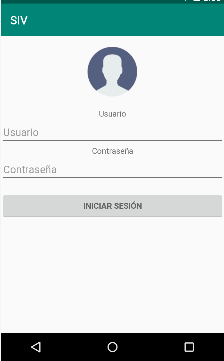 SIV
Usuario
Usuario
Contraseña
Contraseña
INICIAR SESIÓN